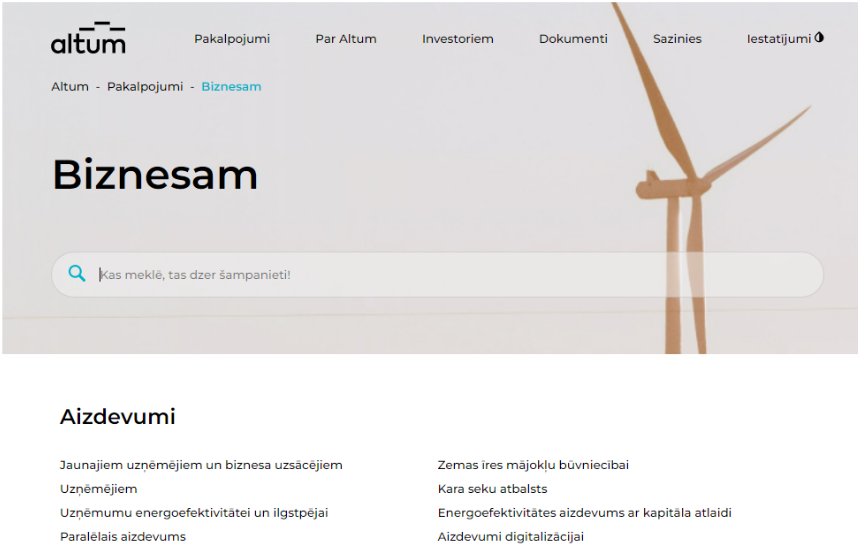 altum
Pakalpojumi Par Altum Investoriem Dokumenti Sazinies Iestatījumi
Altum - Pakalpojumi - Biznesam
Biznesam
Kas meklē, tas dzer šampanieti!
Aizdevumi
Jaunajiem uzņēmējiem un biznesa uzsācējiem
Zemas īres mājokļu būvniecībai
Uzņēmējiem
Kara seku atbalsts
Uzņēmumu energoefektivitātei un ilgstpējai
Energoefektivitātes aizdevums ar kapitāla atlaidi
Paralēlais aizdevums
Aizdevumi digitalizācijai